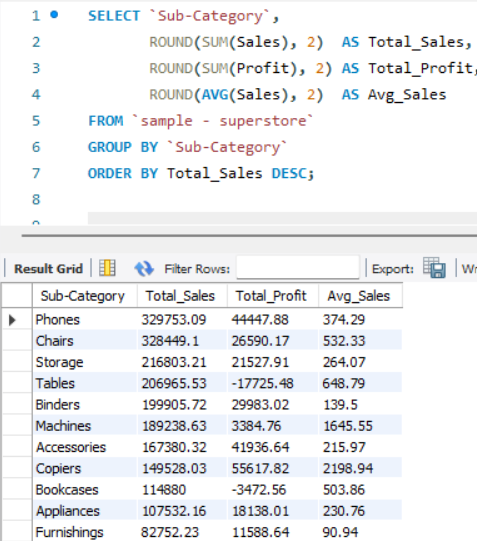 1 SELECT `Sub-Category`,
2 ROUND(SUM(Sales), 2) AS Total_Sales,
3 ROUND(SUM(Profit), 2) AS Total_Profit,
4 ROUND(AVG(Sales), 2) AS Avg_Sales
5 FROM `sample - superstore`
6 GROUP BY `Sub-Category`
7 ORDER BY Total_Sales DESC;
8
Result Grid Filter Rows: Export:
Sub-Category Total_Sales Total_Profit Avg_Sales
Phones 329753.09 44447.88 374.29
Chairs 328449.1 26590.17 532.33
Storage 216803.21 21527.91 264.07
Tables 206965.53 -17725.48 648.79
Binders 199905.72 29983.02 139.5
Machines 189238.63 3384.76 1645.55
Accessories 167380.32 41936.64 215.97
Copiers 149528.03 55617.82 2198.94
Bookcases 114880 -3472.56 503.86
Appliances 107532.16 18138.01 230.76
Furnishings 82752.23 11588.64 90.94